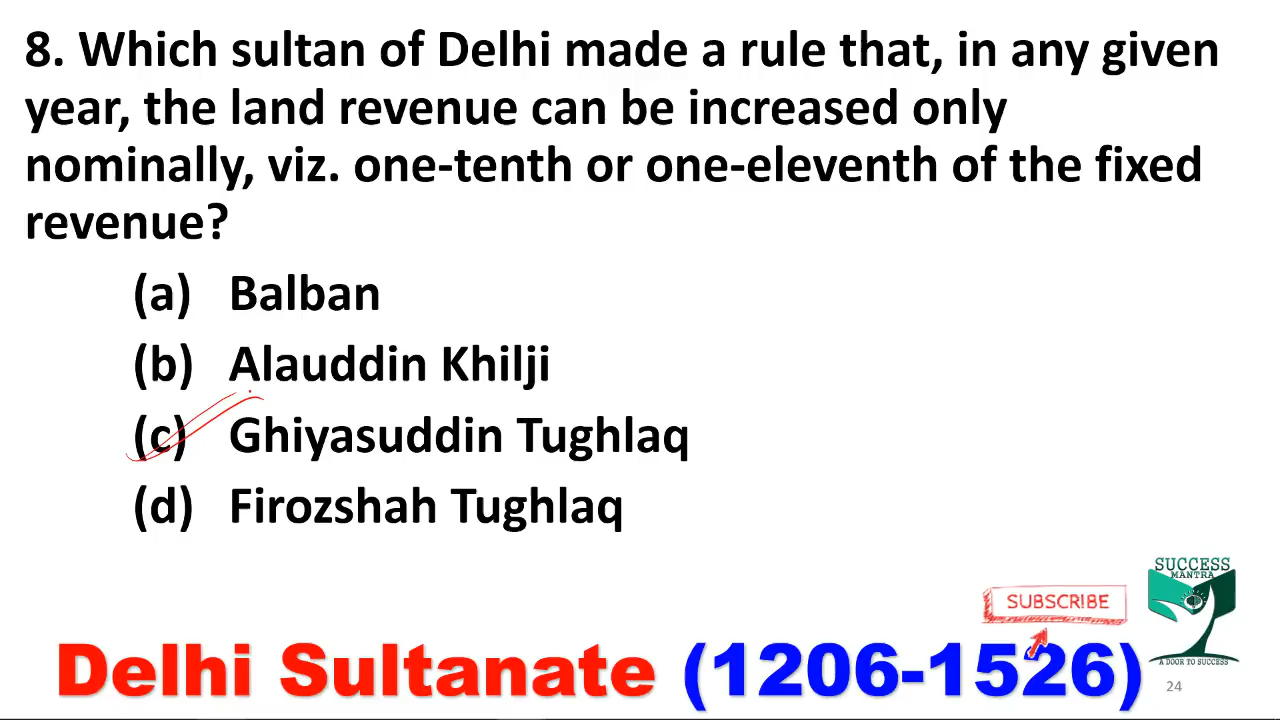 8. Which sultan of Delhi made a rule that, in any given
year, the land revenue can be increased only
nominally, viz. one-tenth or one-eleventh of the fixed
revenue?
(a) Balban
(b) Alauddin Khilji
(c) Ghiyasuddin Tughlaq
(d) Firozshah Tughlaq
SUCCESS
MANTRA
A DOOR TO SUCCESS
SUBSCRIBE
Delhi Sultanate (1206-1526)
24